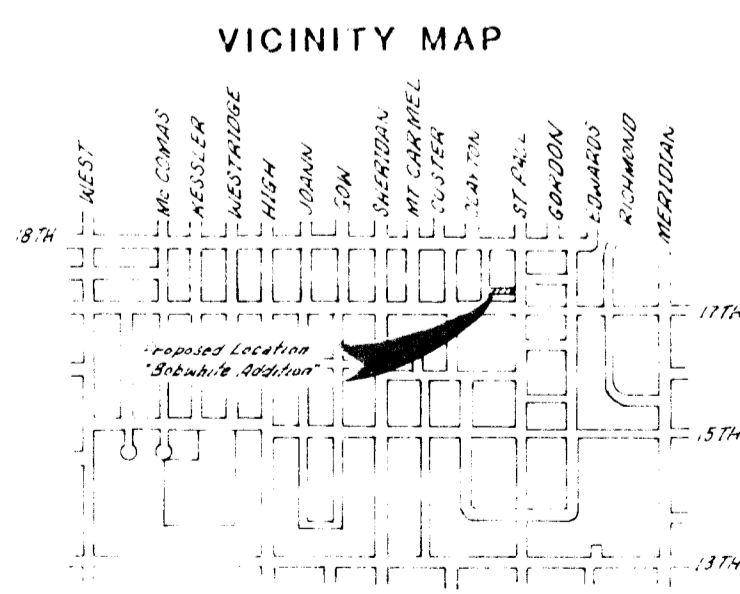 VICINITY MAP
WEST
McCOMAS
KESSLER
WESTRIDGE
HIGH
JOANN
GOW
SHERIDAN
MT CARMEL
CUSTER
CLAYTON
ST PAUL
GORDON
EDWARDS
RICHMOND
MERIDIAN
18TH
17TH
Proposed Location
"Bobwhite Addition"
15TH
13TH